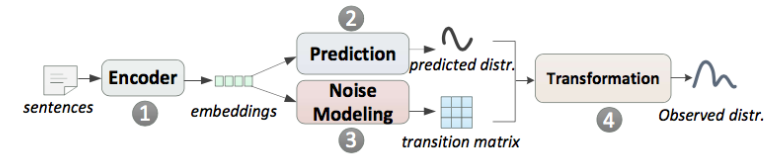 sentences
Encoder
1
embeddings
2
Prediction
predicted distr.
Noise
Modeling
3
transition matrix
Transformation
4
Observed distr.